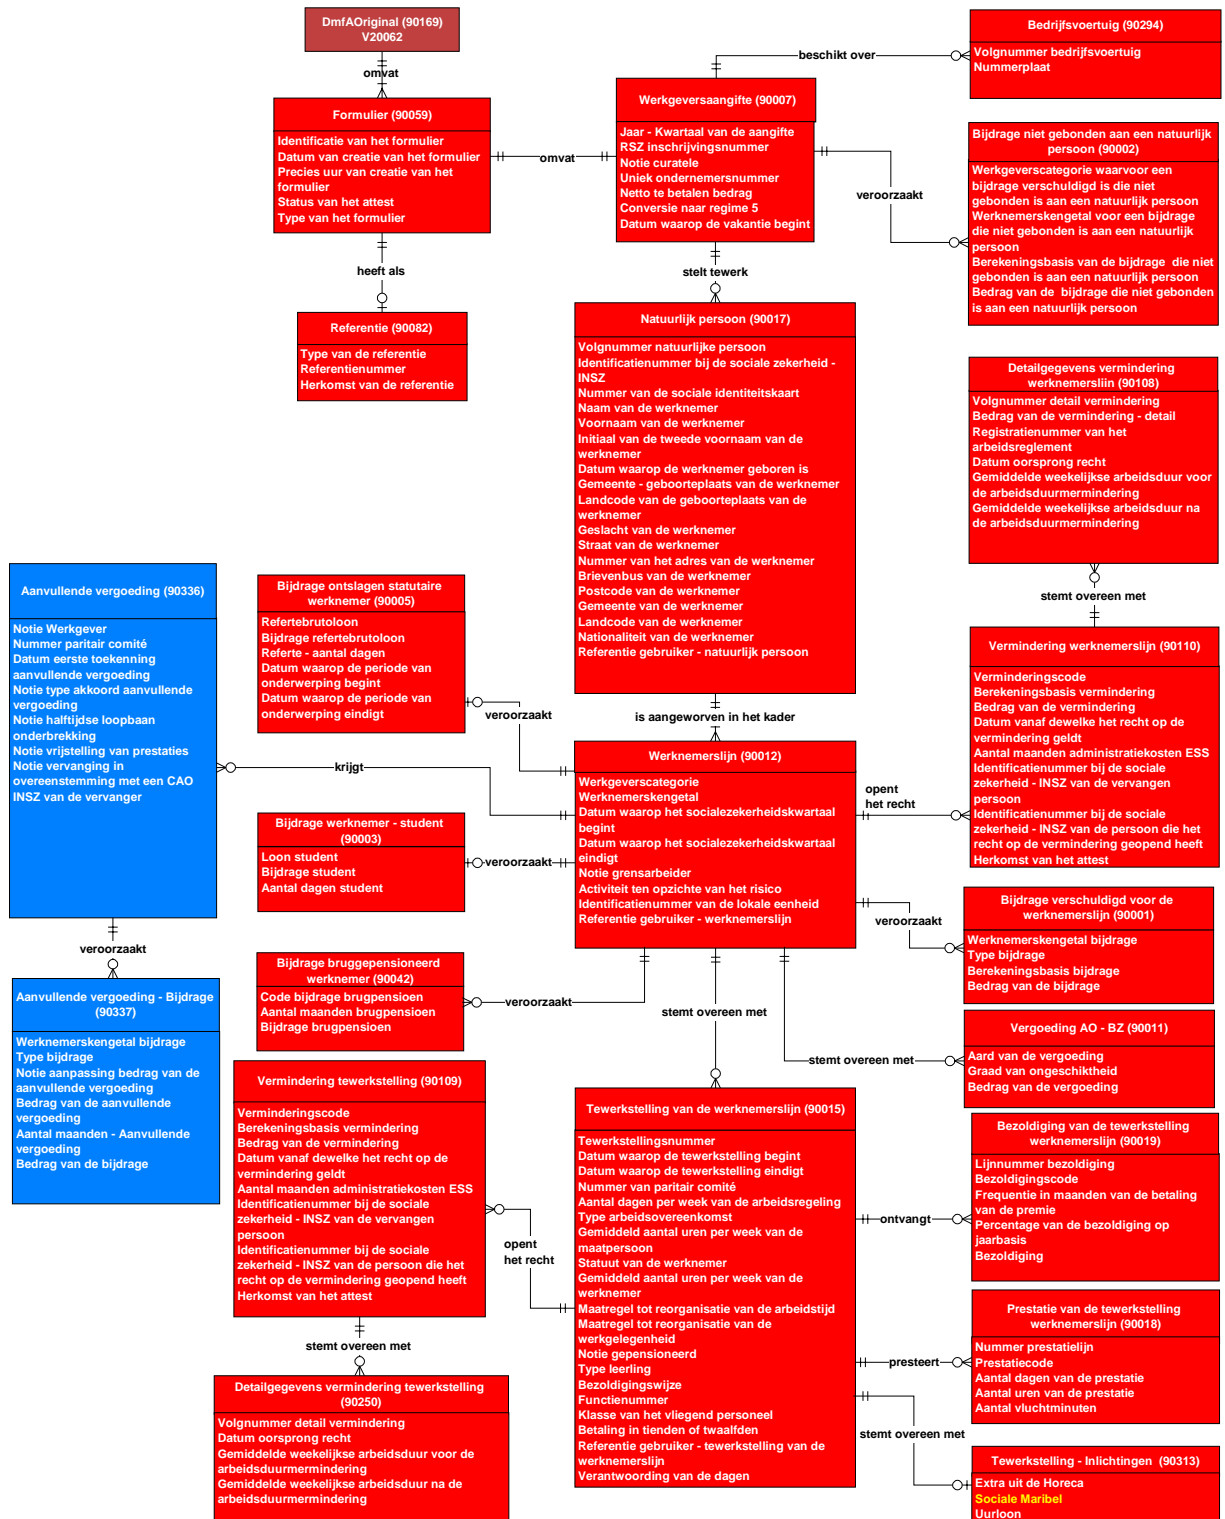 DmfAOriginal (90169)
V20062
omvat
Formulier (90059)
Identificatie van het formulier
Datum van creatie van het formulier
Precies uur van creatie van het
formulier
Status van het attest
Type van het formulier
omvat
heeft als
Referentie (90082)
Type van de referentie
Referentienummer
Herkomst van de referentie
Werkgeversaangifte (90007)
Jaar - Kwartaal van de aangifte
RSZ inschrijvingsnummer
Notie curatele
Uniek ondernemersnummer
Netto te betalen bedrag
Conversie naar regime 5
Datum waarop de vakantie begint
beschikt over
Bedrijfsvoertuig (90294)
Volgnummer bedrijfsvoertuig
Nummerplaat
veroorzaakt
Bijdrage niet gebonden aan een natuurlijk
persoon (90002)
Werkgeverscategorie waarvoor een
bijdrage verschuldigd is die niet
gebonden is aan een natuurlijk persoon
Werknemerskengetal voor een bijdrage
die niet gebonden is aan een natuurlijk
persoon
Berekeningsbasis van de bijdrage  die niet
gebonden is aan een natuurlijk persoon
Bedrag van de  bijdrage die niet gebonden
is aan een natuurlijk persoon
stelt tewerk
Natuurlijk persoon (90017)
Volgnummer natuurlijke persoon
Identificatienummer bij de sociale zekerheid -
INSZ
Nummer van de sociale identiteitskaart
Naam van de werknemer
Voornaam van de werknemer
Initiaal van de tweede voornaam van de
werknemer
Datum waarop de werknemer geboren is
Gemeente - geboorteplaats van de werknemer
Landcode van de geboorteplaats van de
werknemer
Geslacht van de werknemer
Straat van de werknemer
Nummer van het adres van de werknemer
Brievenbus van de werknemer
Postcode van de werknemer
Gemeente van de werknemer
Landcode van de werknemer
Nationaliteit van de werknemer
Referentie gebruiker - natuurlijk persoon
Detailgegevens vermindering
werknemersliin (90108)
Volgnummer detail vermindering
Bedrag van de vermindering - detail
Registratienummer van het
arbeidsreglement
Datum oorsprong recht
Gemiddelde weekelijkse arbeidsduur voor
de arbeidsduurmermindering
Gemiddelde weekelijkse arbeidsduur na
de arbeidsduurmermindering
stemt overeen met
Vermindering werknemerslijn (90110)
Verminderingscode
Berekeningsbasis vermindering
Bedrag van de vermindering
Datum vanaf dewelke het recht op de
vermindering geldt
Aantal maanden administratiekosten ESS
Identificatienummer bij de sociale
zekerheid - INSZ van de vervangen
persoon
Identificatienummer bij de sociale
zekerheid - INSZ van de persoon die het
recht op de vermindering geopend heeft
Herkomst van het attest
Aanvullende vergoeding (90336)
Notie Werkgever
Nummer paritair comité
Datum eerste toekenning
aanvullende vergoeding
Notie type akkoord aanvullende
vergoeding
Notie halftijdse loopbaan
onderbrekking
Notie vrijstelling van prestaties
Notie vervanging in
overeenstemming met een CAO
INSZ van de vervanger
Bijdrage ontslagen statutaire
werknemer (90005)
Refertebrutoloon
Bijdrage refertebrutoloon
Referte - aantal dagen
Datum waarop de periode van
onderwerping begint
Datum waarop de periode van
onderwerping eindigt
veroorzaakt
is aangeworven in het kader
krijgt
Werknemerslijn (90012)
Werkgeverscategorie
Werknemerskengetal
Datum waarop het socialezekerheidskwartaal
begint
Datum waarop het socialezekerheidskwartaal
eindigt
Notie grensarbeider
Activiteit ten opzichte van het risico
Identificatienummer van de lokale eenheid
Referentie gebruiker - werknemerslijn
opent
het recht
Bijdrage werknemer - student
(90003)
Loon student
Bijdrage student
Aantal dagen student
veroorzaakt
veroorzaakt
Bijdrage verschuldigd voor de
werknemerslijn (90001)
Werknemerskengetal bijdrage
Type bijdrage
Berekeningsbasis bijdrage
Bedrag van de bijdrage
veroorzaakt
Aanvullende vergoeding - Bijdrage
(90337)
Werknemerskengetal bijdrage
Type bijdrage
Notie aanpassing bedrag van de
aanvullende vergoeding
Bedrag van de aanvullende
vergoeding
Aantal maanden - Aanvullende
vergoeding
Bedrag van de bijdrage
Bijdrage bruggepensioneerd
werknemer (90042)
Code bijdrage brugpensioen
Aantal maanden brugpensioen
Bijdrage brugpensioen
veroorzaakt
stemt overeen met
stemt overeen met
Vergoeding AO - BZ (90011)
Aard van de vergoeding
Graad van ongeschiktheid
Bedrag van de vergoeding
Vermindering tewerkstelling (90109)
Verminderingscode
Berekeningsbasis vermindering
Bedrag van de vermindering
Datum vanaf dewelke het recht op de
vermindering geldt
Aantal maanden administratiekosten ESS
Identificatienummer bij de sociale
zekerheid - INSZ van de vervangen
persoon
Identificatienummer bij de sociale
zekerheid - INSZ van de persoon die het
recht op de vermindering geopend heeft
Herkomst van het attest
opent
het recht
stemt overeen met
Detailgegevens vermindering tewerkstelling
(90250)
Volgnummer detail vermindering
Datum oorsprong recht
Gemiddelde weekelijkse arbeidsduur voor de
arbeidsduurmermindering
Gemiddelde weekelijkse arbeidsduur na de
arbeidsduurmermindering
Tewerkstelling van de werknemerslijn (90015)
Tewerkstellingsnummer
Datum waarop de tewerkstelling begint
Datum waarop de tewerkstelling eindigt
Nummer van paritair comité
Aantal dagen per week van de arbeidsregeling
Type arbeidsovereenkomst
Gemiddeld aantal uren per week van de
maatpersoon
Statuut van de werknemer
Gemiddeld aantal uren per week van de
werknemer
Maatregel tot reorganisatie van de arbeidstijd
Maatregel tot reorganisatie van de
werkgelegenheid
Notie gepensioneerd
Type leerling
Bezoldigingswijze
Functienummer
Klasse van het vliegend personeel
Betaling in tienden of twaalfden
Referentie gebruiker - tewerkstelling van de
werknemerslijn
Verantwoording van de dagen
ontvangt
Bezoldiging van de tewerkstelling
werknemerslijn (90019)
Lijnnummer bezoldiging
Bezoldigingscode
Frequentie in maanden van de betaling
van de premie
Percentage van de bezoldiging op
jaarbasis
Bezoldiging
presteert
Prestatie van de tewerkstelling
werknemerslijn (90018)
Nummer prestatielijn
Prestatiecode
Aantal dagen van de prestatie
Aantal uren van de prestatie
Aantal vluchtminuten
stemt overeen met
Tewerkstelling - Inlichtingen  (90313)
Extra uit de Horeca
Sociale Maribel
Uurloon